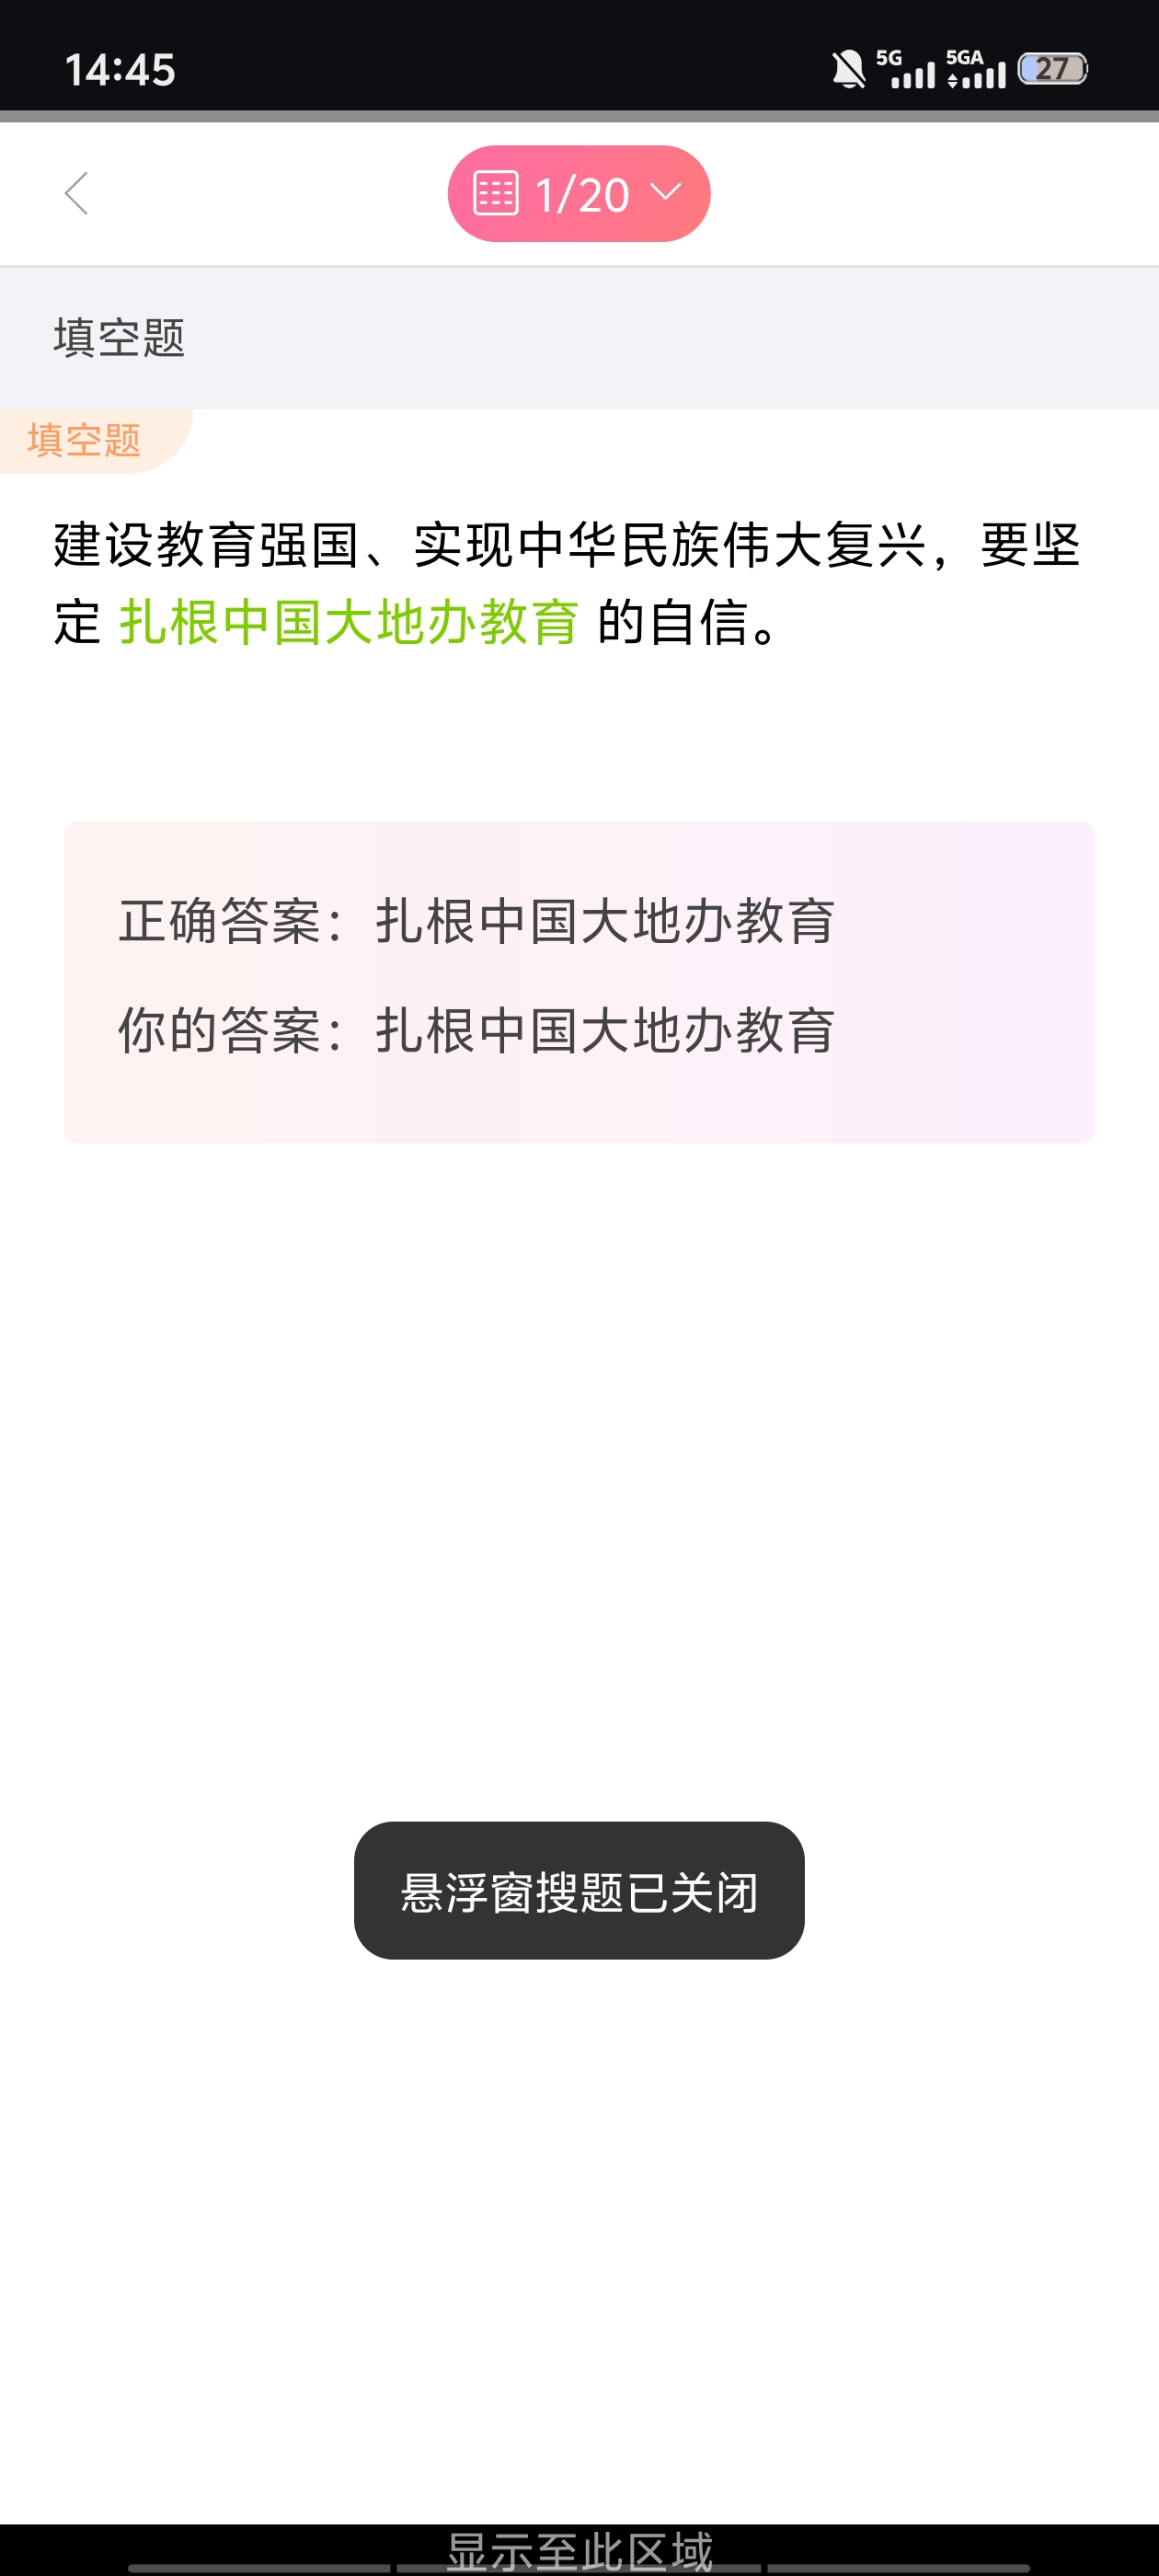 14:45
5G 5GA 27
1/20
填空题
填空题
建设教育强国、实现中华民族伟大复兴，要坚
定 扎根中国大地办教育 的自信。
正确答案：扎根中国大地办教育
你的答案：扎根中国大地办教育
悬浮窗搜题已关闭
显示至此区域